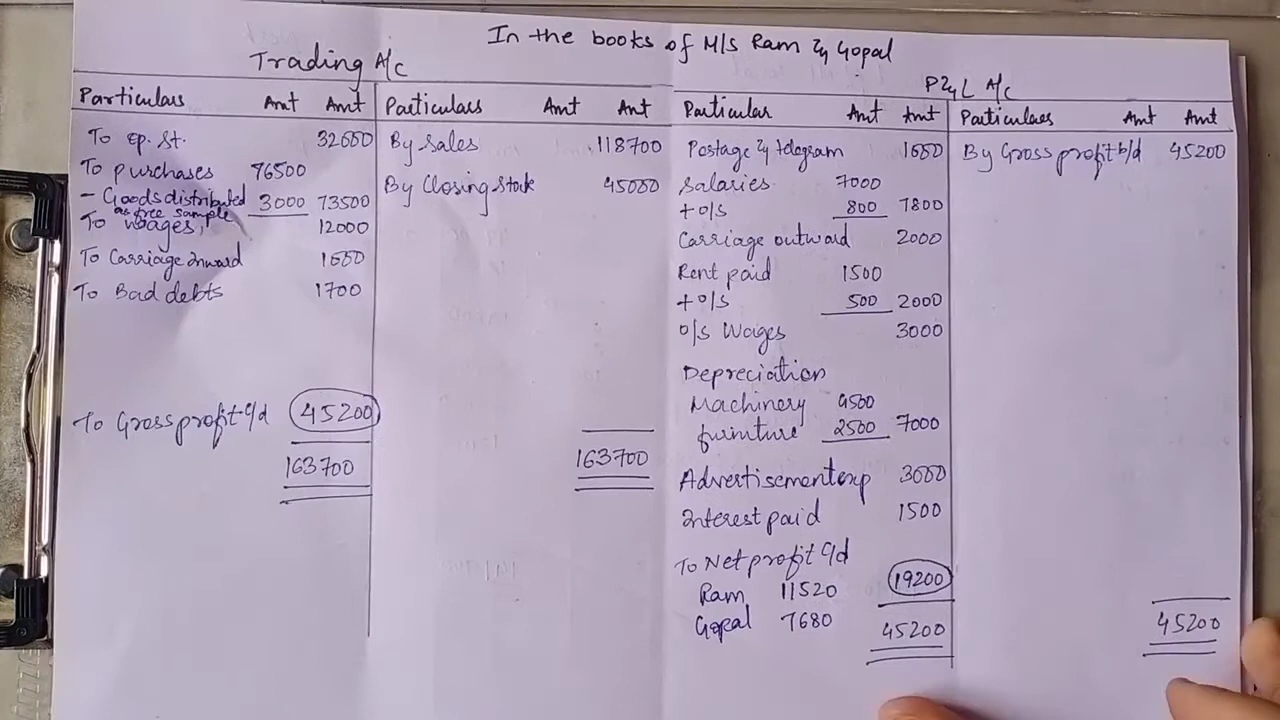 In the books of M/S Ram & Gopal
Trading A/c
Particulars Amt Amt Particulars Amt Amt
To op. st. 32000 By Sales 118700
To purchases 76500 By Closing Stock 45000
- Goods distributed 3000 73500
as free sample
To wages, 12000
To Carriage Inward 1000
To Bad debts 1700
To Gross profit c/d 45200
163700 163700
P & L A/c
Particular Amt Amt Particulars Amt Amt
Postage & telegram 1000 By Gross profit b/d 45200
Salaries 7000
+ O/S 800 7800
Carriage outward 2000
Rent paid 1500
+ O/S 500 2000
O/S Wages 3000
Depreciation
Machinery 4500
furniture 2500 7000
Advertisement exp 3000
Interest paid 1500
To Net profit c/d 19200
Ram 11520
Gopal 7680
45200 45200